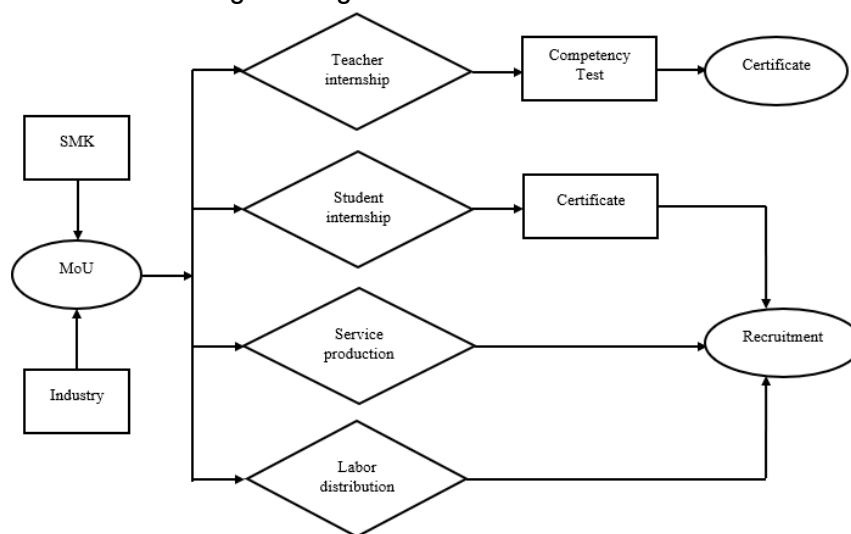 Teacher
internship
Competency
Test
Certificate
SMK
Student
internship
Certificate
MoU
Service
production
Recruitment
Industry
Labor
distribution